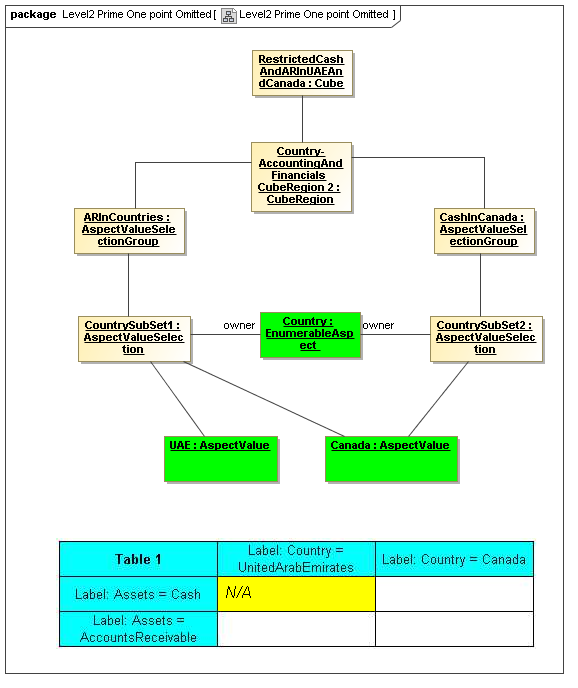 package Level2 Prime One point Omitted [ Level2 Prime One point Omitted ]
RestrictedCash
AndARInUAEAn
dCanada : Cube
Country-
AccountingAnd
Financials
CubeRegion 2 :
CubeRegion
ARInCountries :
AspectValueSele
ctionGroup
CashInCanada :
AspectValueSel
ectionGroup
CountrySubSet1 :
AspectValueSelec
tion
owner
Country :
EnumerableAsp
ect
owner
CountrySubSet2 :
AspectValueSelec
tion
UAE : AspectValue
Canada : AspectValue
Table 1
Label: Country =
UnitedArabEmirates
Label: Country = Canada
Label: Assets = Cash
N/A
Label: Assets =
AccountsReceivable